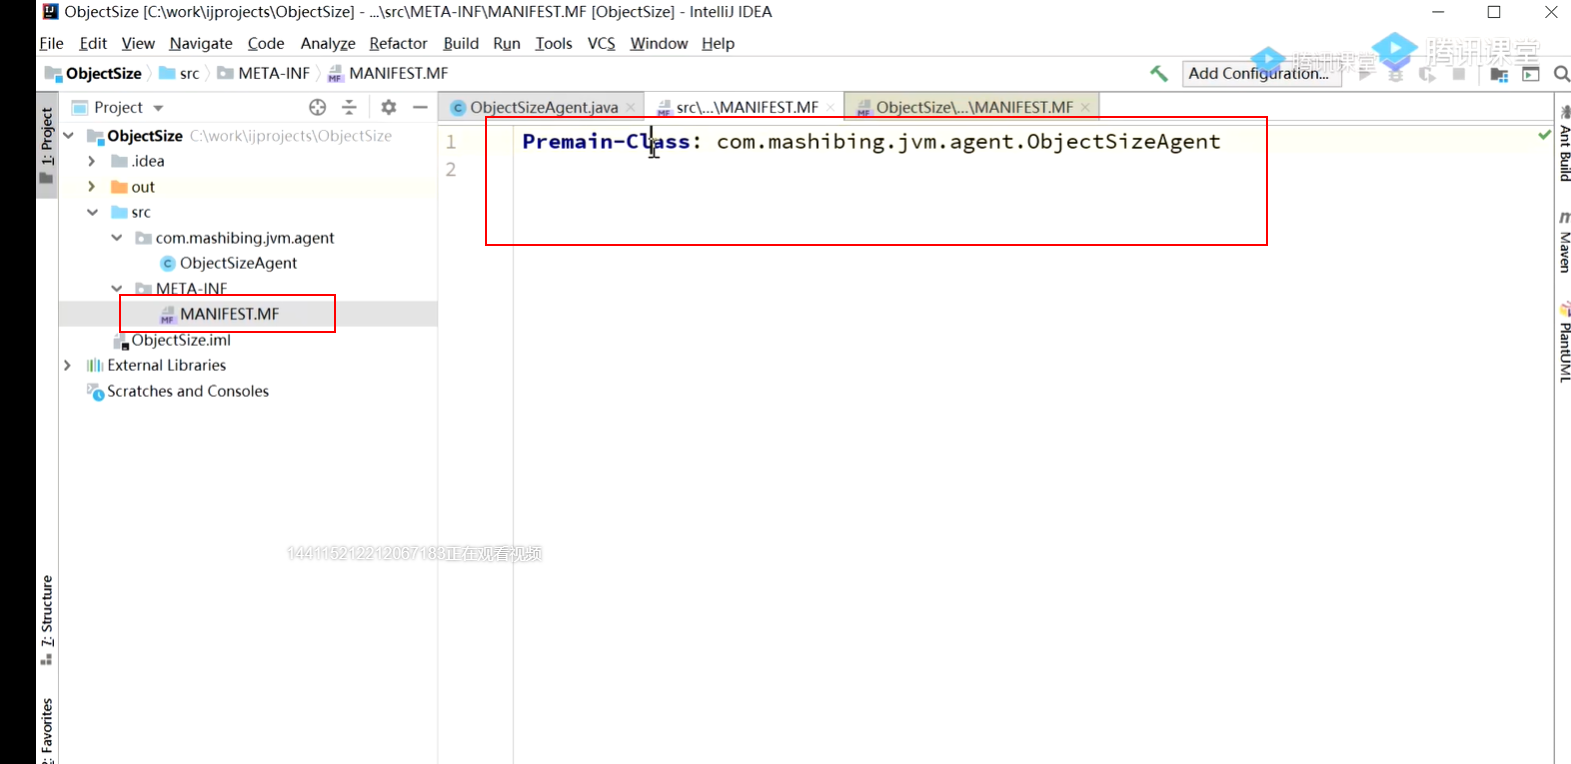 ObjectSize [C:\work\ijprojects\ObjectSize] - ...\src\META-INF\MANIFEST.MF [ObjectSize] - IntelliJ IDEA
File Edit View Navigate Code Analyze Refactor Build Run Tools VCS Window Help
ObjectSize src META-INF MANIFEST.MF Add Configuration...
腾讯课堂
腾讯课堂
Project
ObjectSizeAgent.java src\...\MANIFEST.MF ObjectSize\...\MANIFEST.MF
1: Project
ObjectSize C:\work\ijprojects\ObjectSize
.idea
out
src
com.mashibing.jvm.agent
ObjectSizeAgent
META-INF
MANIFEST.MF
ObjectSize.iml
External Libraries
Scratches and Consoles
1 Premain-Class: com.mashibing.jvm.agent.ObjectSizeAgent
2
Ant Build
Maven
PlantUML
144115212212067183正在观看视频
7: Structure
2: Favorites